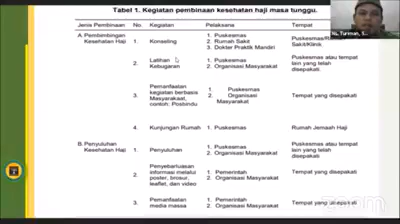 Tabel 1. Kegiatan pembinaan kesehatan haji masa tunggu.
Jenis Pembinaan No. Kegiatan Pelaksana Tempat
A. Pembimbingan Kesehatan Haji
1. Konseling
1. Puskesmas
2. Rumah Sakit
3. Dokter Praktik Mandiri
Puskesmas/
Sakit/Klinik.
2. Latihan Kebugaran
1. Puskesmas
2. Organisasi Masyarakat
Puskesmas atau tempat
lain yang telah
disepakati.
3. Pemanfaatan
kegiatan berbasis
Masyarakat,
contoh: Posbindu
1. Puskesmas
2. Organisasi
Masyarakat
Tempat yang disepakati
4. Kunjungan Rumah
1. Puskesmas
Rumah Jemaah Haji
B. Penyuluhan
Kesehatan Haji
1. Penyuluhan
1. Puskesmas
2. Organisasi Masyarakat
Puskesmas atau tempat
lain yang telah
disepakati
2. Penyebarluasan
informasi melalui
poster, brosur,
leaflet, dan video
1. Pemerintah
2. Organisasi Masyarakat
Tempat yang disepakati
3. Pemanfaatan
media massa
1. Pemerintah
2. Organisasi Masyarakat
Tempat yang disepakati
zoom